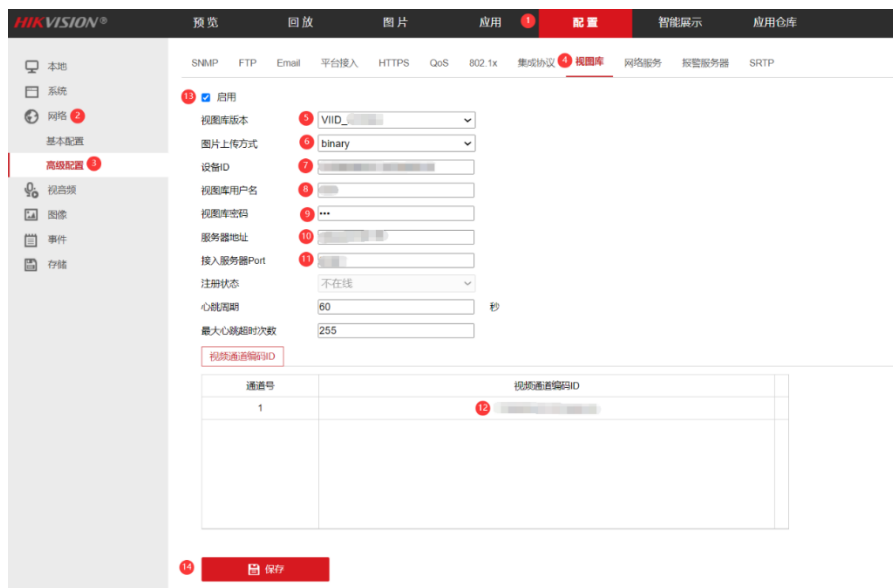 HIKVISION® 预览 回放 图片 应用 1 配置 智能展示 应用仓库
本地
系统
网络 2
基本配置
高级配置 3
视音频
图像
事件
存储
SNMP FTP Email 平台接入 HTTPS QoS 802.1x 集成协议 4 视图库 网络服务 报警服务器 SRTP
13 启用
视图库版本 5 VIID_
图片上传方式 6 binary
设备ID 7
视图库用户名 8
视图库密码 9 •••
服务器地址 10
接入服务器Port 11
注册状态 不在线
心跳周期 60 秒
最大心跳超时次数 255
视频通道编码ID
通道号 视频通道编码ID
1 12
14 保存